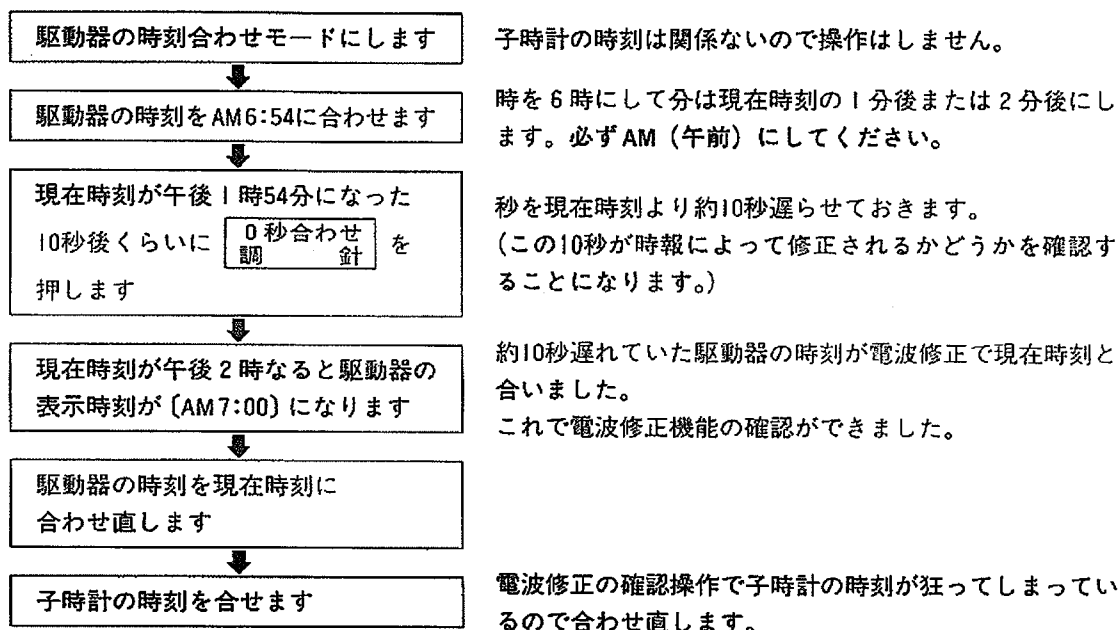 駆動器の時刻合わせモードにします
子時計の時刻は関係ないので操作はしません。
駆動器の時刻をAM6:54に合わせます
時を6時にして分は現在時刻の1分後または2分後にし
ます。必ずAM（午前）にしてください。
現在時刻が午後1時54分になった
10秒後くらいに 0秒合わせ 調 針 を
押します
秒を現在時刻より約10秒遅らせておきます。
(この10秒が時報によって修正されるかどうかを確認す
ることになります。)
現在時刻が午後2時なると駆動器の
表示時刻が〔AM7:00〕になります
約10秒遅れていた駆動器の時刻が電波修正で現在時刻と
合いました。
これで電波修正機能の確認ができました。
駆動器の時刻を現在時刻に
合わせ直します
子時計の時刻を合せます
電波修正の確認操作で子時計の時刻が狂ってしまってい
るので合わせ直します。